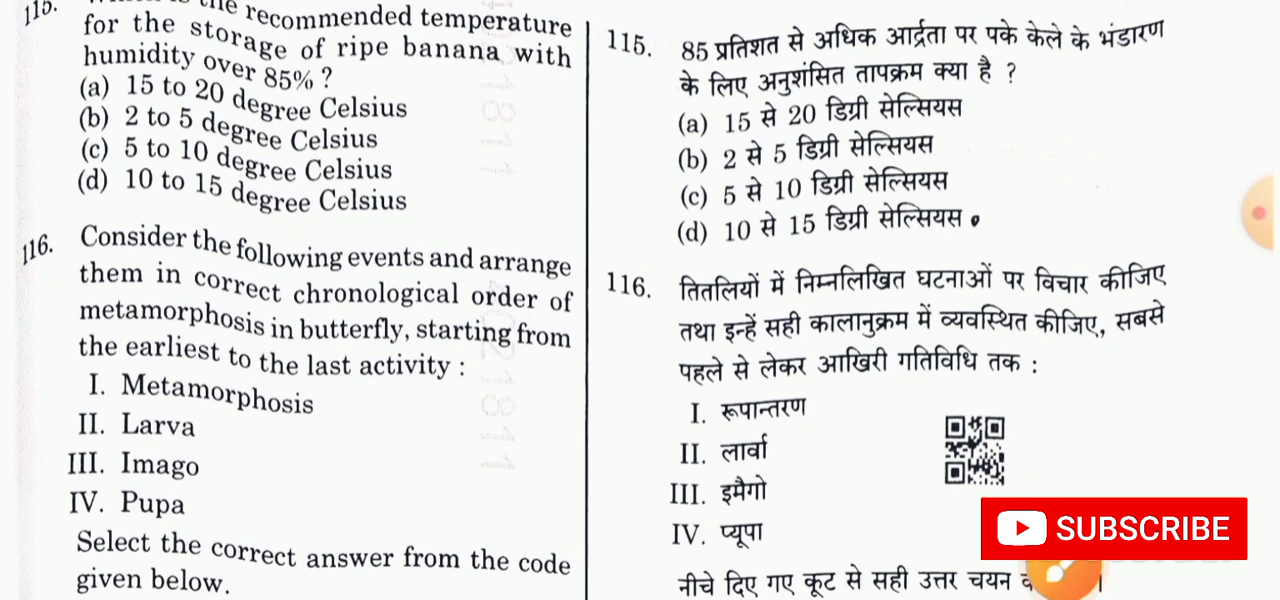 115.
the recommended temperature
for the storage of ripe banana with
humidity over 85% ?
(a) 15 to 20 degree Celsius
(b) 2 to 5 degree Celsius
(c) 5 to 10 degree Celsius
(d) 10 to 15 degree Celsius
116. Consider the following events and arrange
them in correct chronological order of
metamorphosis in butterfly, starting from
the earliest to the last activity :
I. Metamorphosis
II. Larva
III. Imago
IV. Pupa
Select the correct answer from the code
given below.
115. 85 प्रतिशत से अधिक आर्द्रता पर पके केले के भंडारण
के लिए अनुशंसित तापक्रम क्या है ?
(a) 15 से 20 डिग्री सेल्सियस
(b) 2 से 5 डिग्री सेल्सियस
(c) 5 से 10 डिग्री सेल्सियस
(d) 10 से 15 डिग्री सेल्सियस
116. तितलियों में निम्नलिखित घटनाओं पर विचार कीजिए
तथा इन्हें सही कालानुक्रम में व्यवस्थित कीजिए, सबसे
पहले से लेकर आखिरी गतिविधि तक :
I. रूपान्तरण
II. लार्वा
III. इमैगो
IV. प्यूपा
नीचे दिए गए कूट से सही उत्तर चयन
SUBSCRIBE